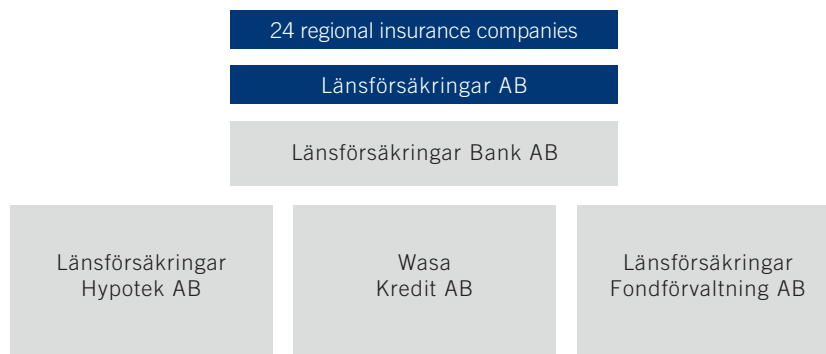 24 regional insurance companies
Länsförsäkringar AB
Länsförsäkringar Bank AB
Länsförsäkringar
Hypotek AB
Wasa
Kredit AB
Länsförsäkringar
Fondförvaltning AB